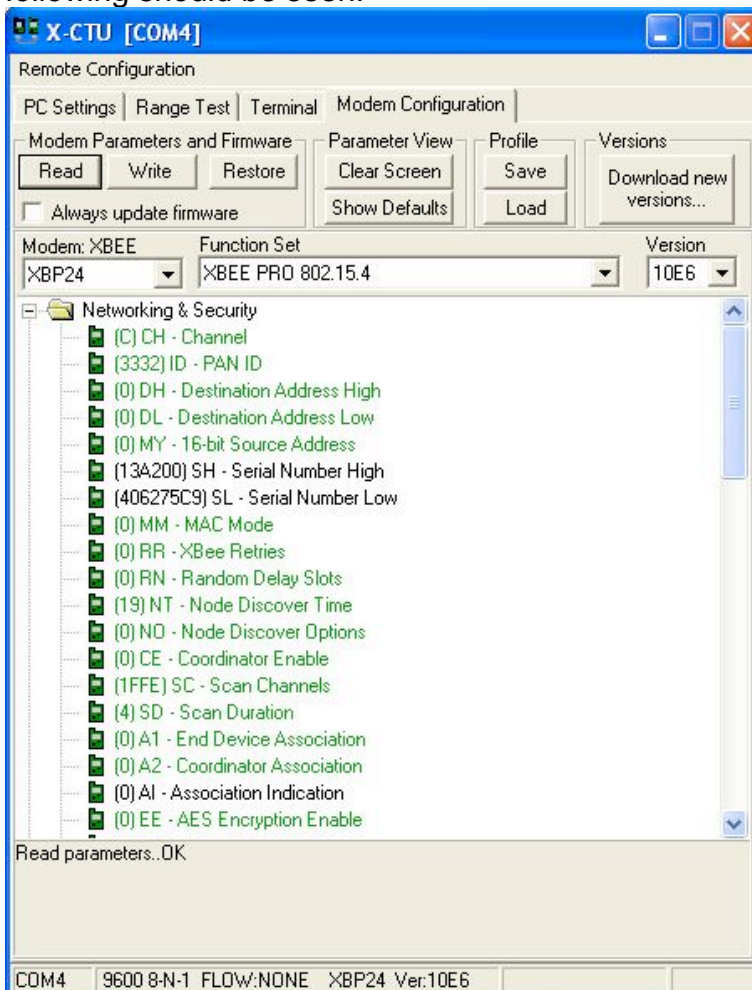 following should be seen.
X-CTU [COM4]
Remote Configuration
PC Settings Range Test Terminal Modem Configuration
Modem Parameters and Firmware Parameter View Profile Versions
Read Write Restore Clear Screen Save Download new versions...
Always update firmware Show Defaults Load
Modem: XBEE Function Set Version
XBP24 XBEE PRO 802.15.4 10E6
Networking & Security
(C) CH - Channel
(3332) ID - PAN ID
(0) DH - Destination Address High
(0) DL - Destination Address Low
(0) MY - 16-bit Source Address
(13A200) SH - Serial Number High
(406275C9) SL - Serial Number Low
(0) MM - MAC Mode
(0) RR - XBee Retries
(0) RN - Random Delay Slots
(19) NT - Node Discover Time
(0) NO - Node Discover Options
(0) CE - Coordinator Enable
(1FFE) SC - Scan Channels
(4) SD - Scan Duration
(0) A1 - End Device Association
(0) A2 - Coordinator Association
(0) AI - Association Indication
(0) EE - AES Encryption Enable
Read parameters..OK
COM4 9600 8-N-1 FLOW:NONE XBP24 Ver:10E6